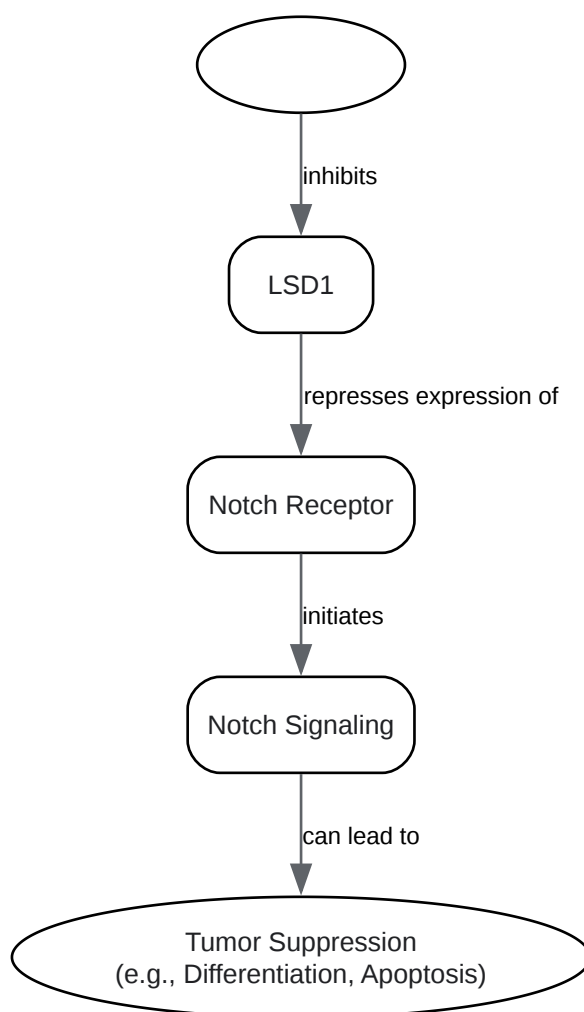 inhibits
LSD1
represses expression of
Notch Receptor
initiates
Notch Signaling
can lead to
Tumor Suppression
(e.g., Differentiation, Apoptosis)